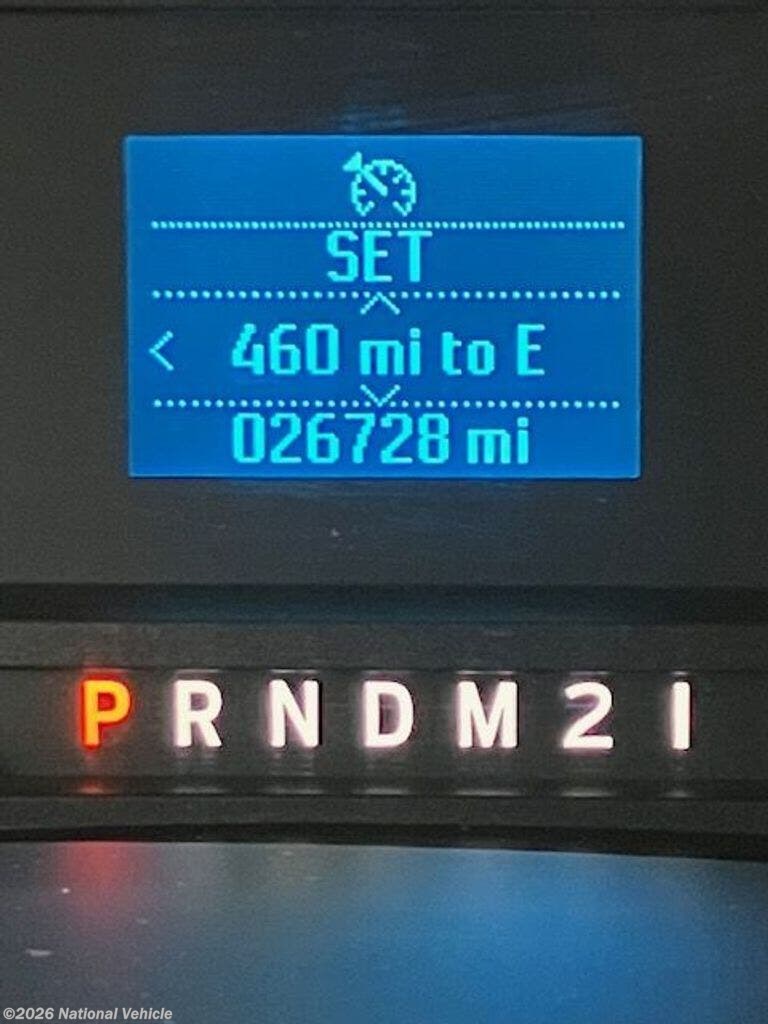 SET
460 mi to E
026728 mi
P R N D M 2 1
©2026 National Vehicle